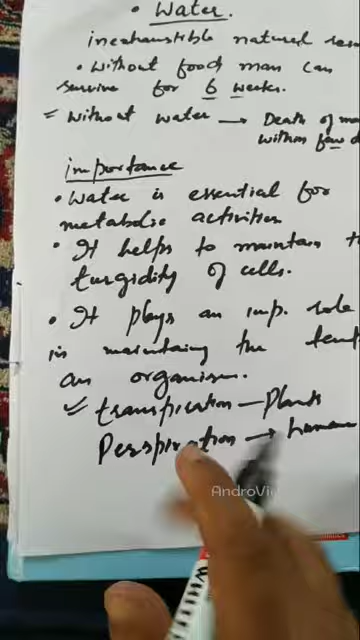 • Water.
inexhaustible natural
• Without food man can
survive for 6 weeks.
Without water → Death of
within few
importance
• Water is essential for
metabolic activities
• It helps to maintain
turgidity of cells.
• It plays an imp. role
in maintaining the
an organism.
✓ transpiration — Plants
Perspiration → human
AndroVid